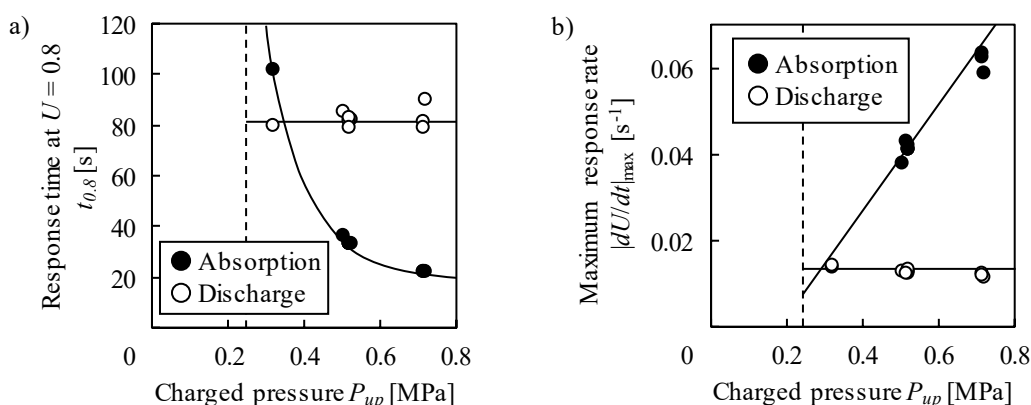 a)
Response time at U = 0.8
t0.8 [s]
120
100
80
60
40
20
0
0.2
0.4
0.6
0.8
Absorption
Discharge
Charged pressure Pup [MPa]
b)
Maximum response rate
|dU/dt|max [s-1]
0.06
0.04
0.02
0
0.2
0.4
0.6
0.8
Absorption
Discharge
Charged pressure Pup [MPa]